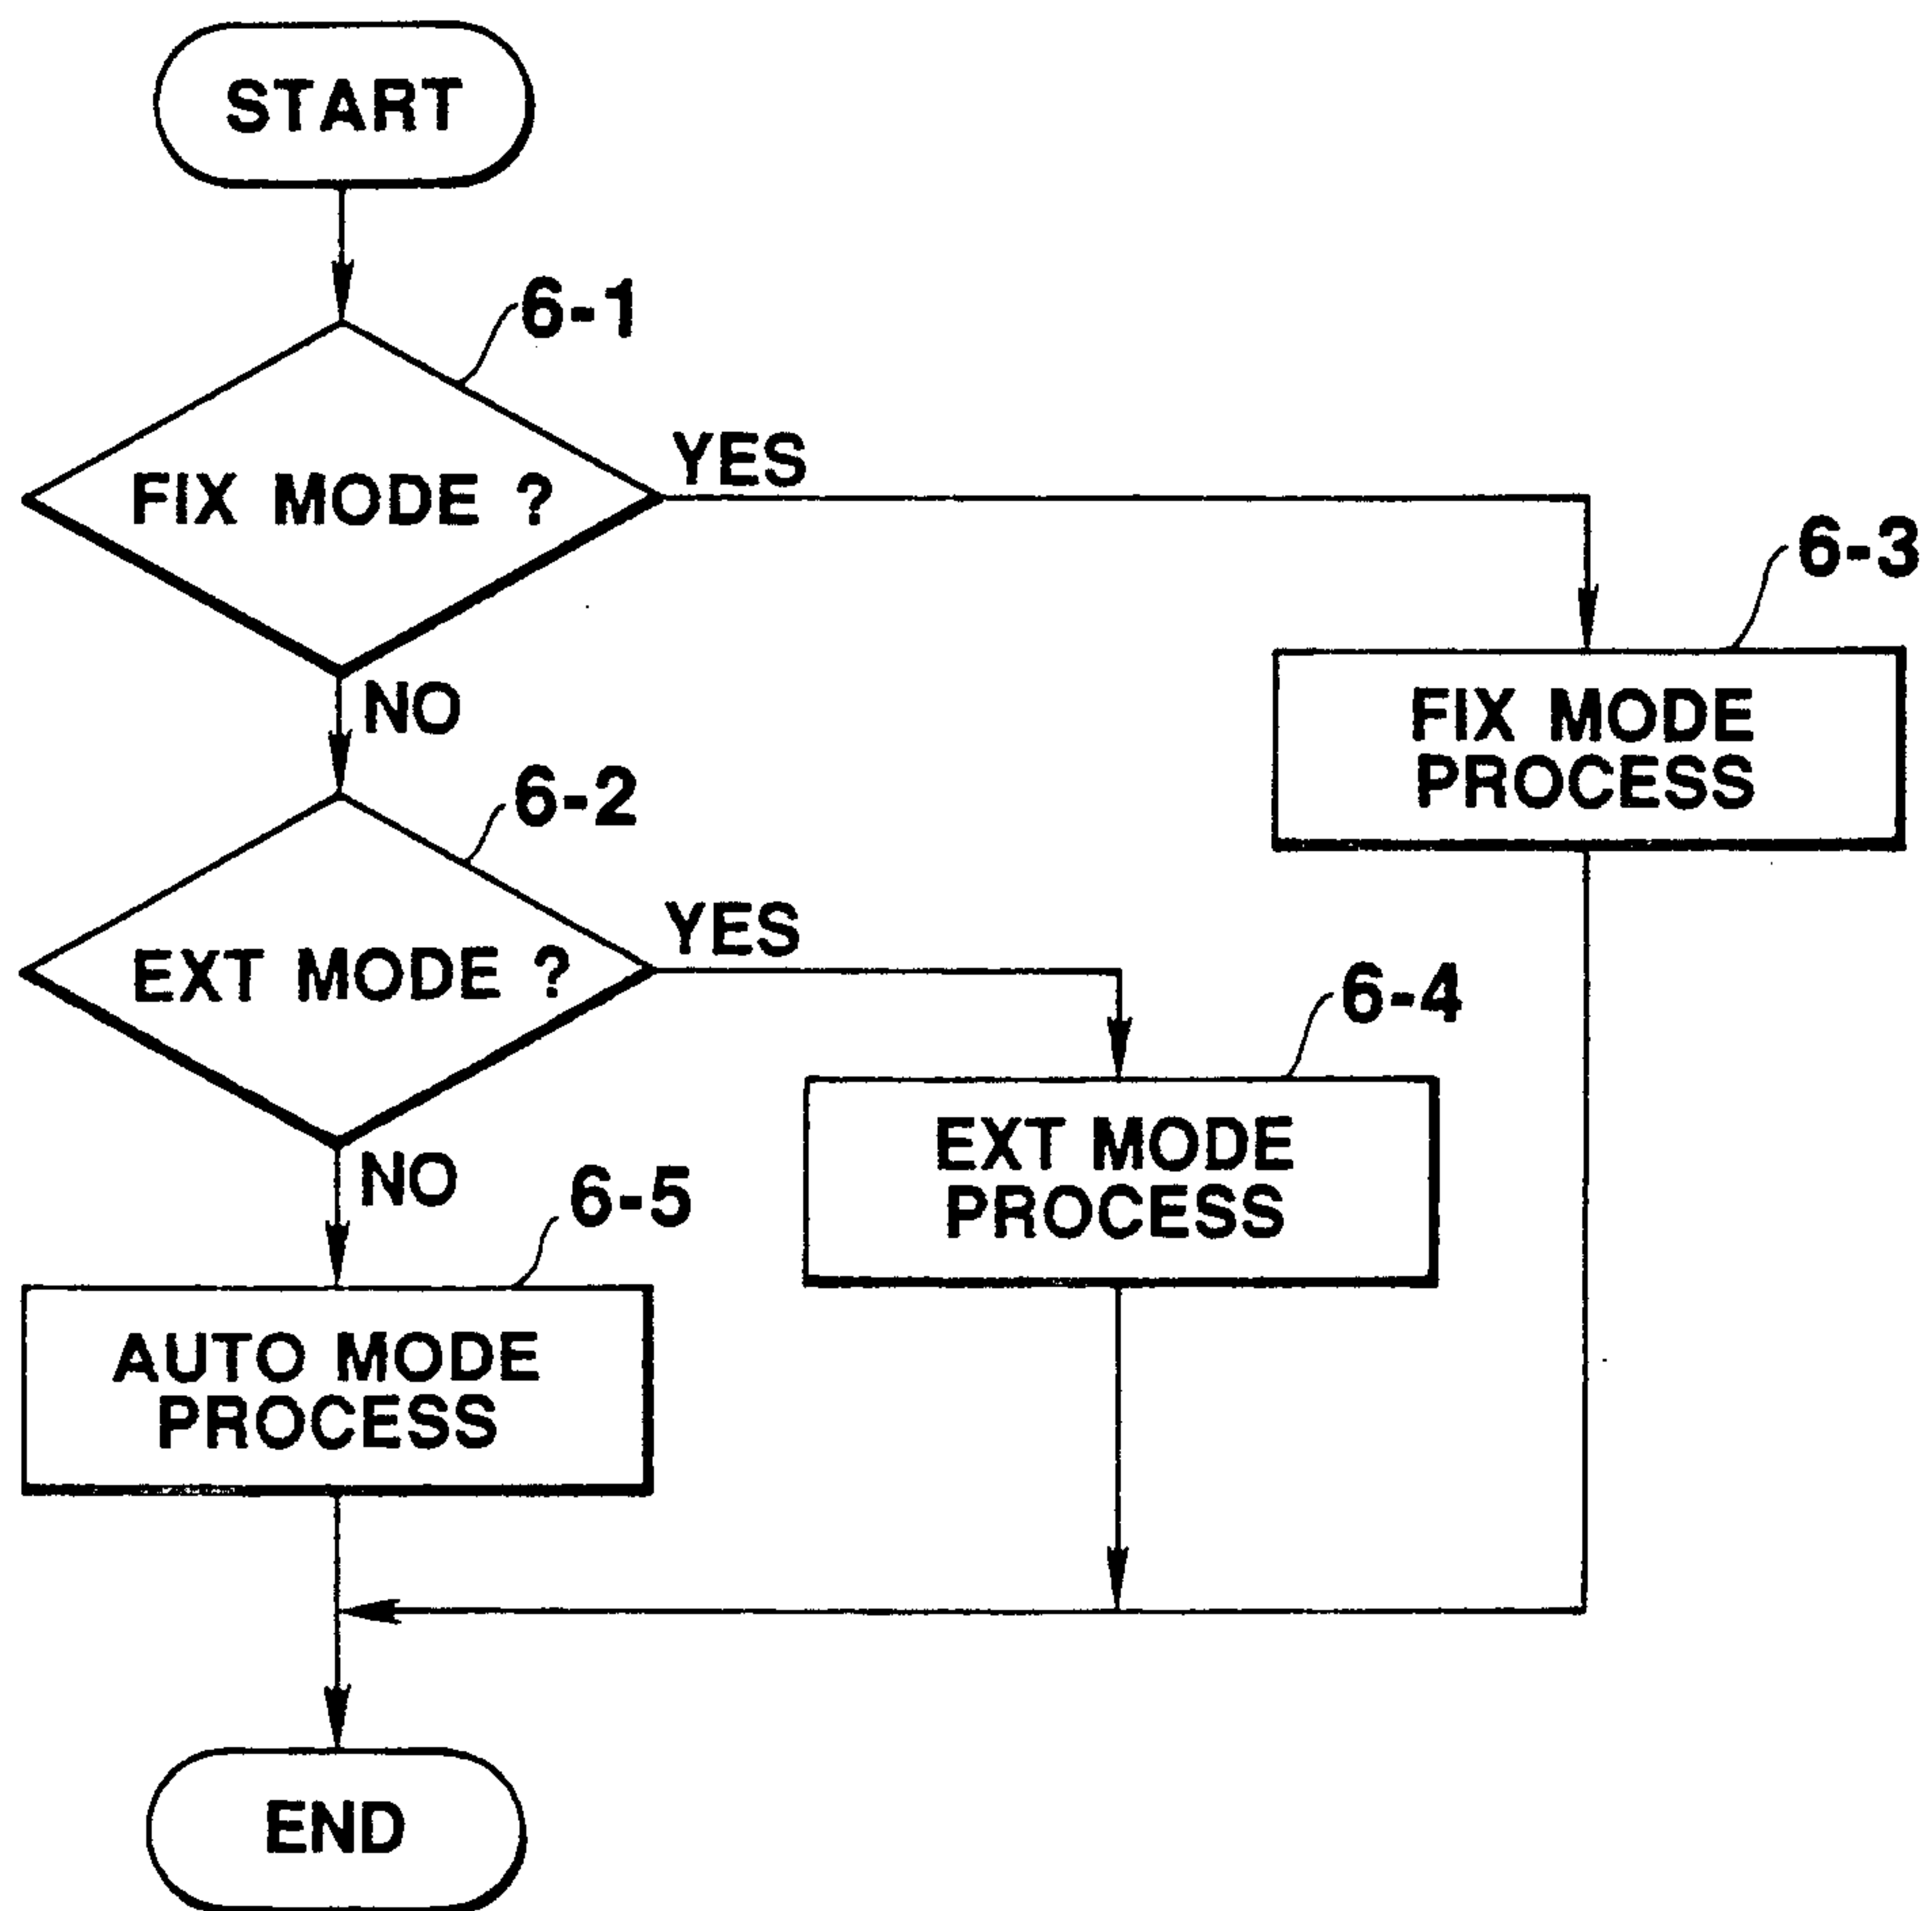 START
6-1
FIX MODE ?
YES
6-3
FIX MODE
PROCESS
NO
6-2
EXT MODE ?
YES
6-4
EXT MODE
PROCESS
NO
6-5
AUTO MODE
PROCESS
END